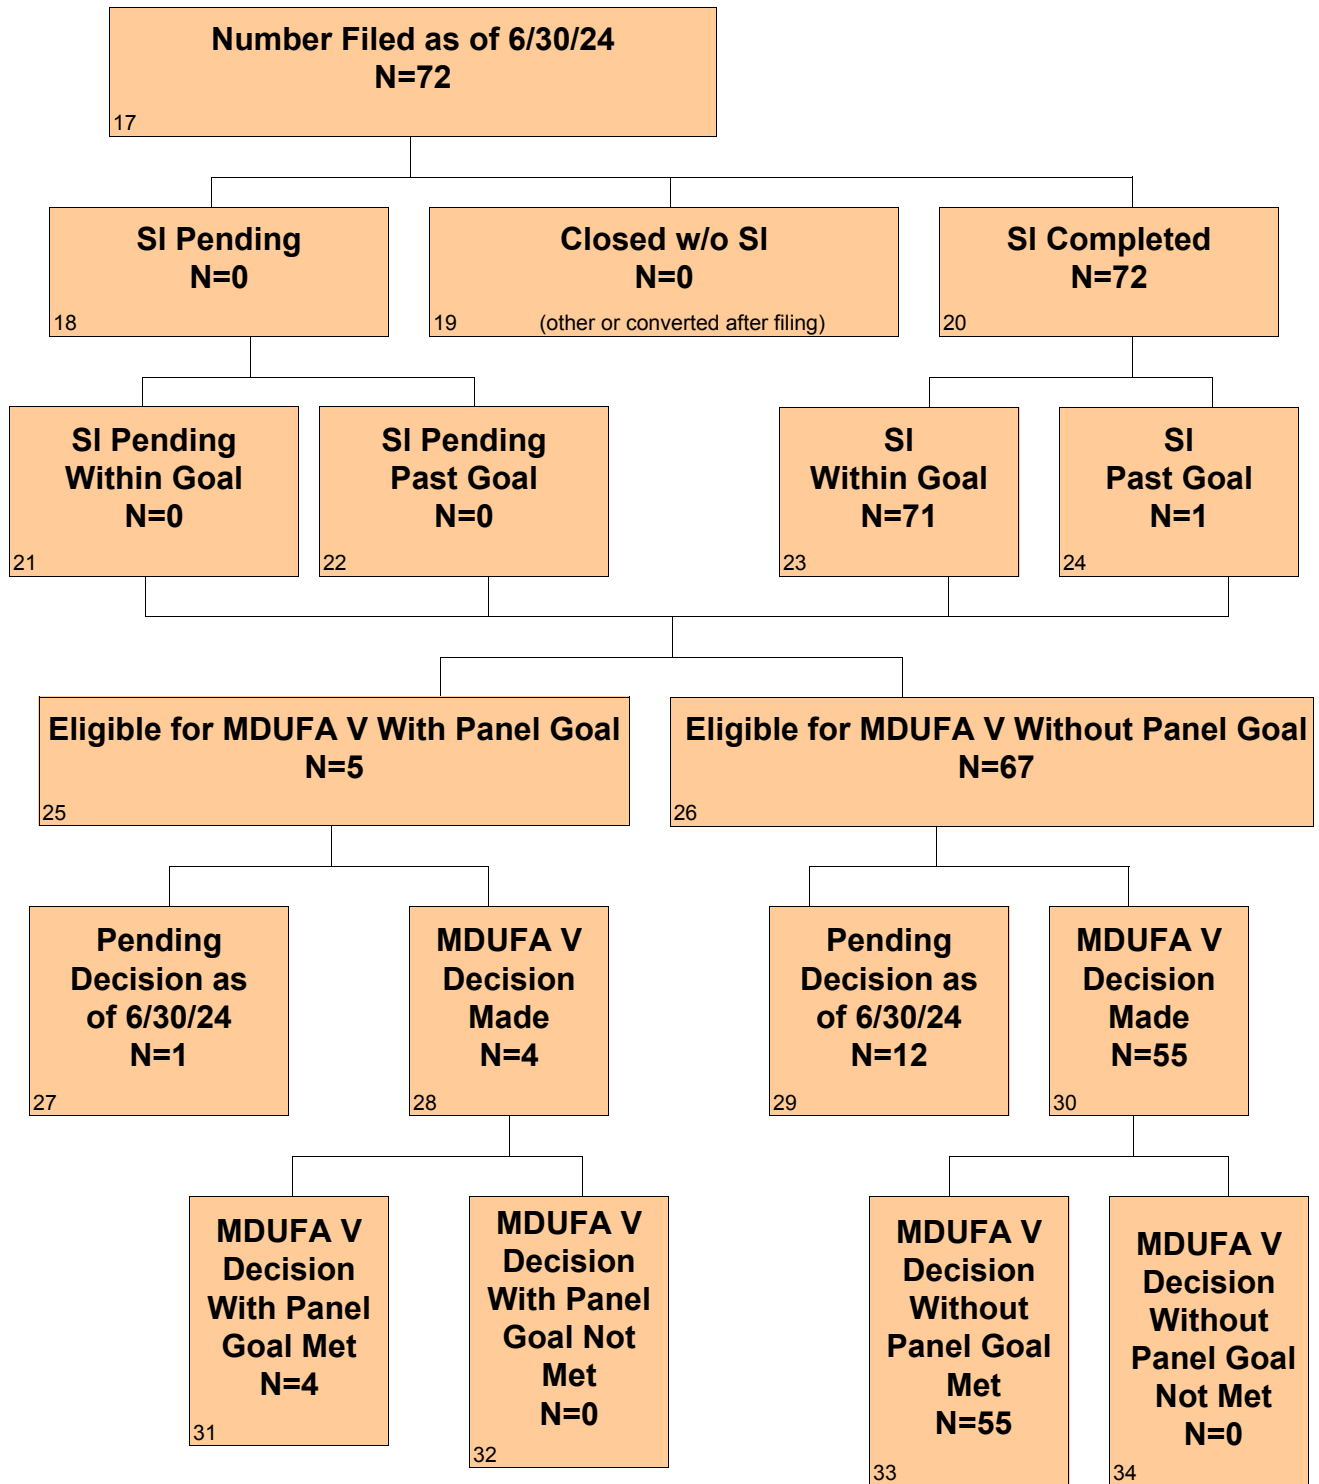 Number Filed as of 6/30/24
N=72
17
SI Pending
N=0
18
Closed w/o SI
N=0
19 (other or converted after filing)
SI Completed
N=72
20
SI Pending
Within Goal
N=0
21
SI Pending
Past Goal
N=0
22
SI
Within Goal
N=71
23
SI
Past Goal
N=1
24
Eligible for MDUFA V With Panel Goal
N=5
25
Eligible for MDUFA V Without Panel Goal
N=67
26
Pending
Decision as
of 6/30/24
N=1
27
MDUFA V
Decision
Made
N=4
28
Pending
Decision as
of 6/30/24
N=12
29
MDUFA V
Decision
Made
N=55
30
MDUFA V
Decision
With Panel
Goal Met
N=4
31
MDUFA V
Decision
With Panel
Goal Not
Met
N=0
32
MDUFA V
Decision
Without
Panel Goal
Met
N=55
33
MDUFA V
Decision
Without
Panel Goal
Not Met
N=0
34